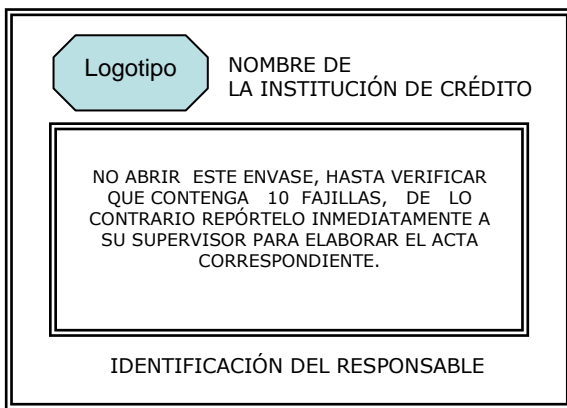 Logotipo
NOMBRE DE
LA INSTITUCIÓN DE CRÉDITO
NO ABRIR ESTE ENVASE, HASTA VERIFICAR
QUE CONTENGA 10 FAJILLAS, DE LO
CONTRARIO REPÓRTELO INMEDIATAMENTE A
SU SUPERVISOR PARA ELABORAR EL ACTA
CORRESPONDIENTE.
IDENTIFICACIÓN DEL RESPONSABLE